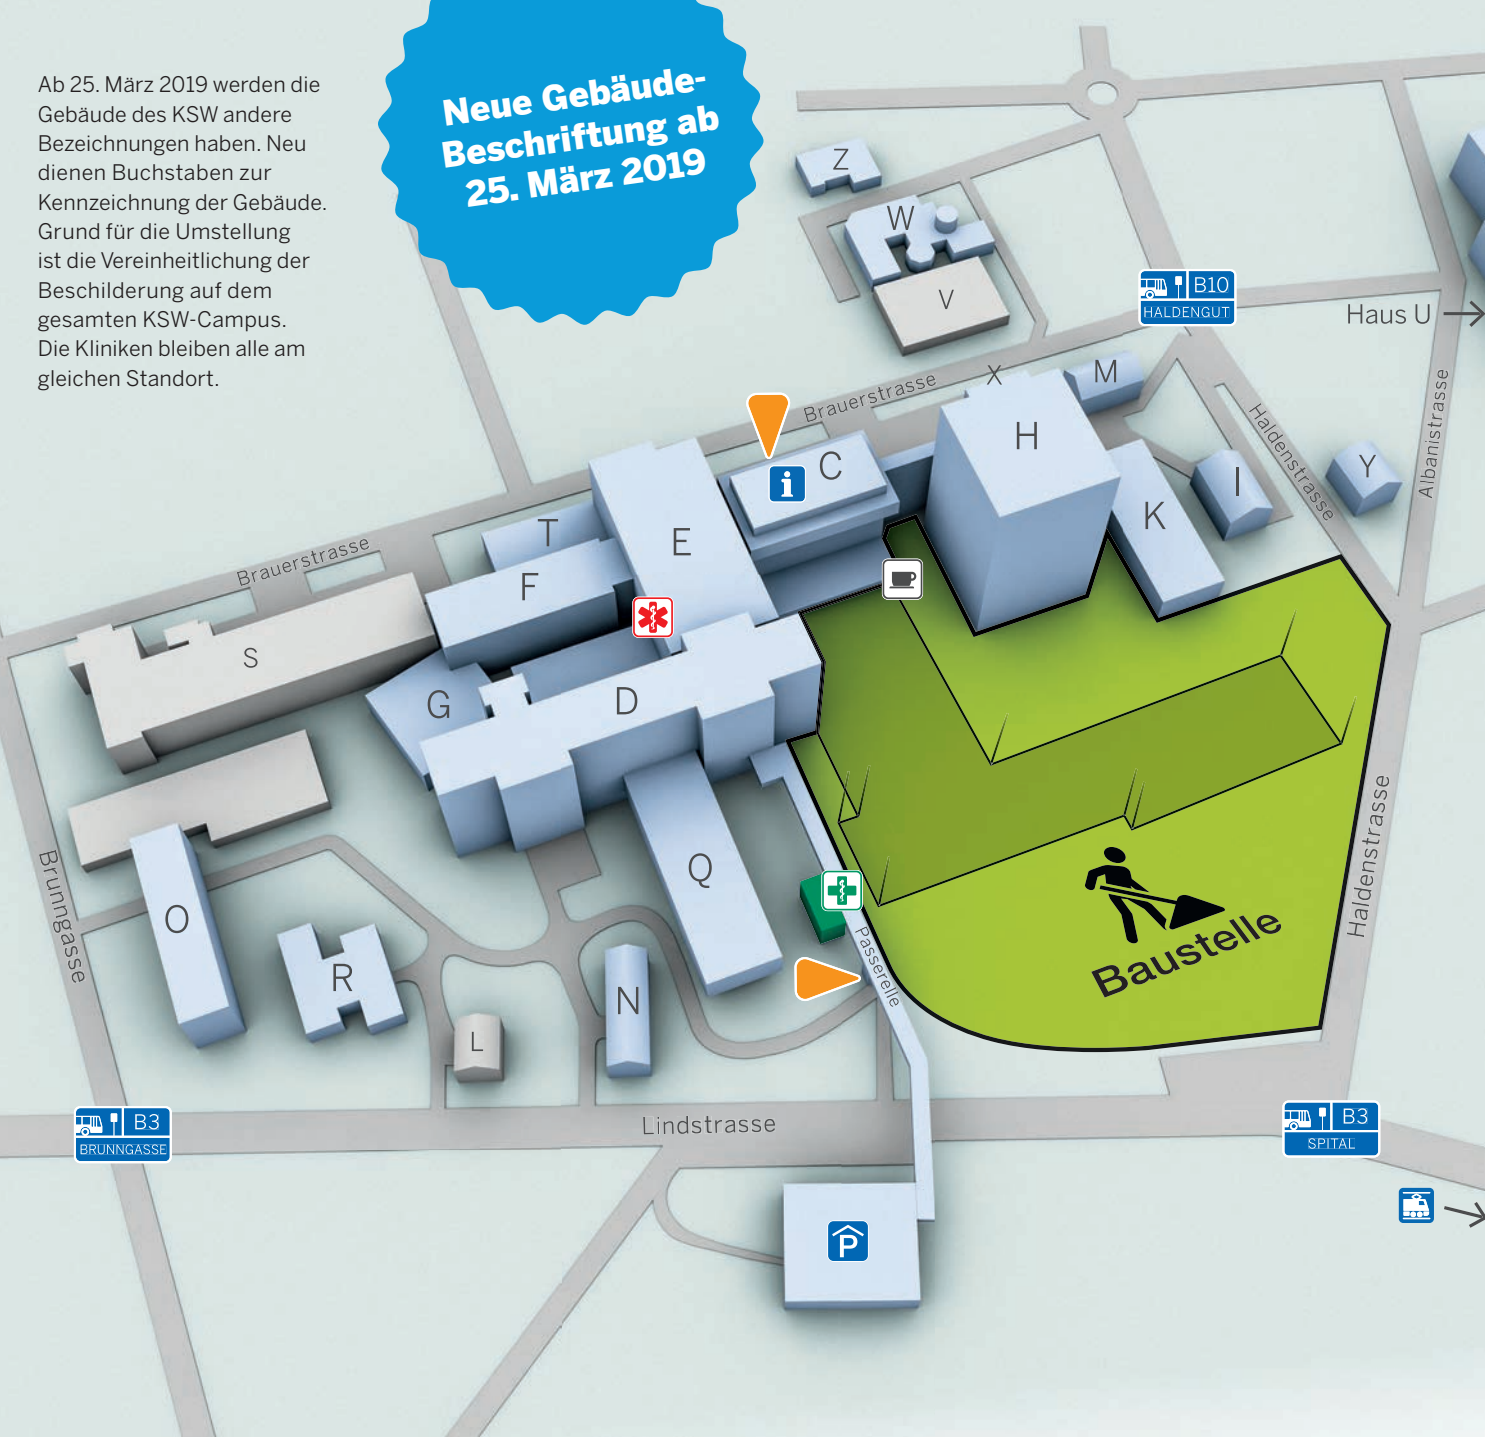 Ab 25. März 2019 werden die
Gebäude des KSW andere
Bezeichnungen haben. Neu
dienen Buchstaben zur
Kennzeichnung der Gebäude.
Grund für die Umstellung
ist die Vereinheitlichung der
Beschilderung auf dem
gesamten KSW-Campus.
Die Kliniken bleiben alle am
gleichen Standort.
Neue Gebäude-
Beschriftung ab
25. März 2019
Z
W
V
B10
HALDENGUT
Haus U
X
M
Brauerstrasse
H
C
i
Haldenstrasse
Albanistrasse
Y
I
K
T
E
Brauerstrasse
F
S
G
D
Q
Brunngasse
O
R
L
N
Passerelle
Baustelle
Haldenstrasse
B3
BRUNNGASSE
Lindstrasse
B3
SPITAL
P